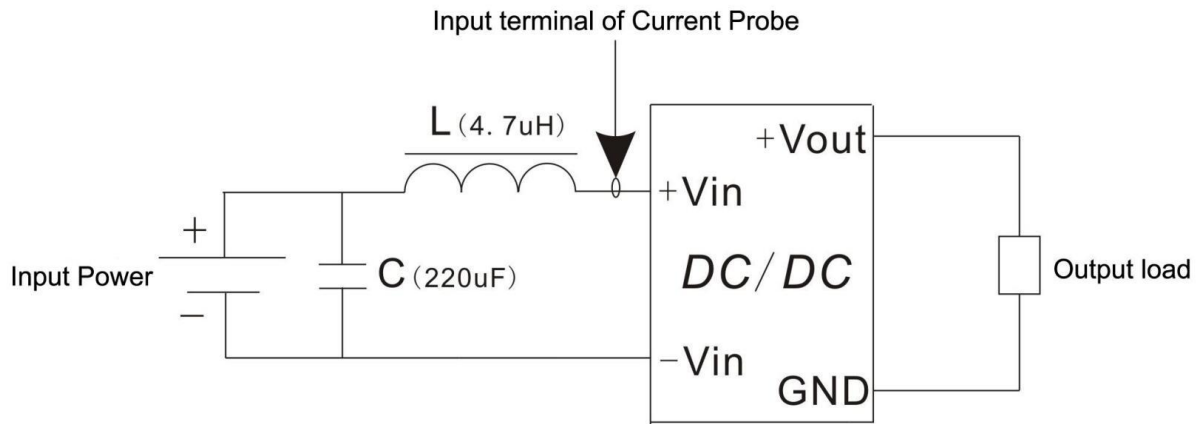 Input terminal of Current Probe
L (4. 7uH)
+Vout
+Vin
+
Input Power
C (220uF)
DC/DC
Output load
−
−Vin
GND